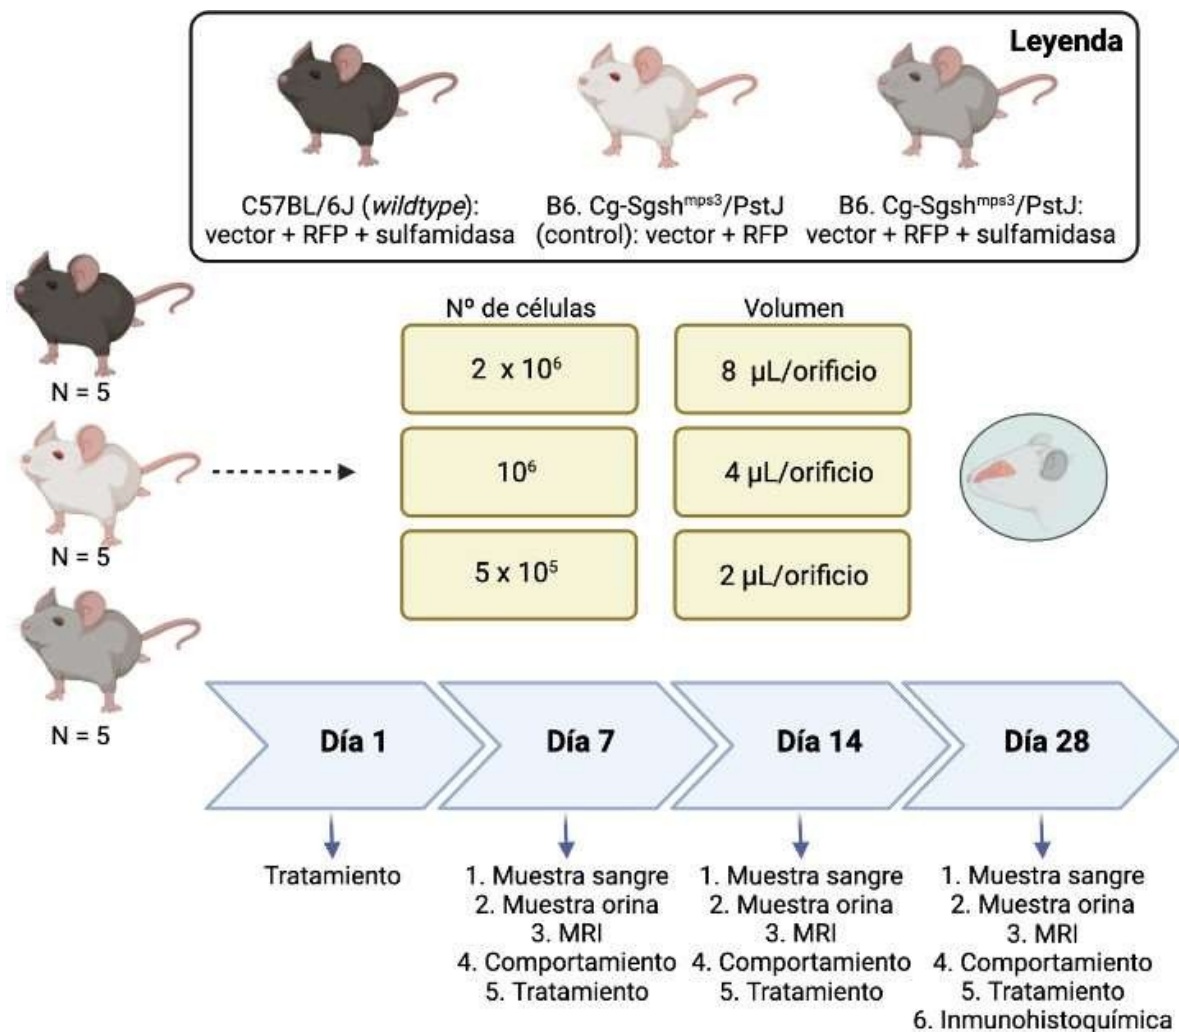 Leyenda
C57BL/6J (wildtype):
vector + RFP + sulfamidasa
B6. Cg-Sgshmps3/PstJ
(control): vector + RFP
B6. Cg-Sgshmps3/PstJ:
vector + RFP + sulfamidasa
N = 5
N = 5
N = 5
Nº de células
Volumen
2 x 10⁶
8 µL/orificio
10⁶
4 µL/orificio
5 x 10⁵
2 µL/orificio
Día 1
Día 7
Día 14
Día 28
Tratamiento
1. Muestra sangre
2. Muestra orina
3. MRI
4. Comportamiento
5. Tratamiento
1. Muestra sangre
2. Muestra orina
3. MRI
4. Comportamiento
5. Tratamiento
1. Muestra sangre
2. Muestra orina
3. MRI
4. Comportamiento
5. Tratamiento
6. Inmunohistoquímica